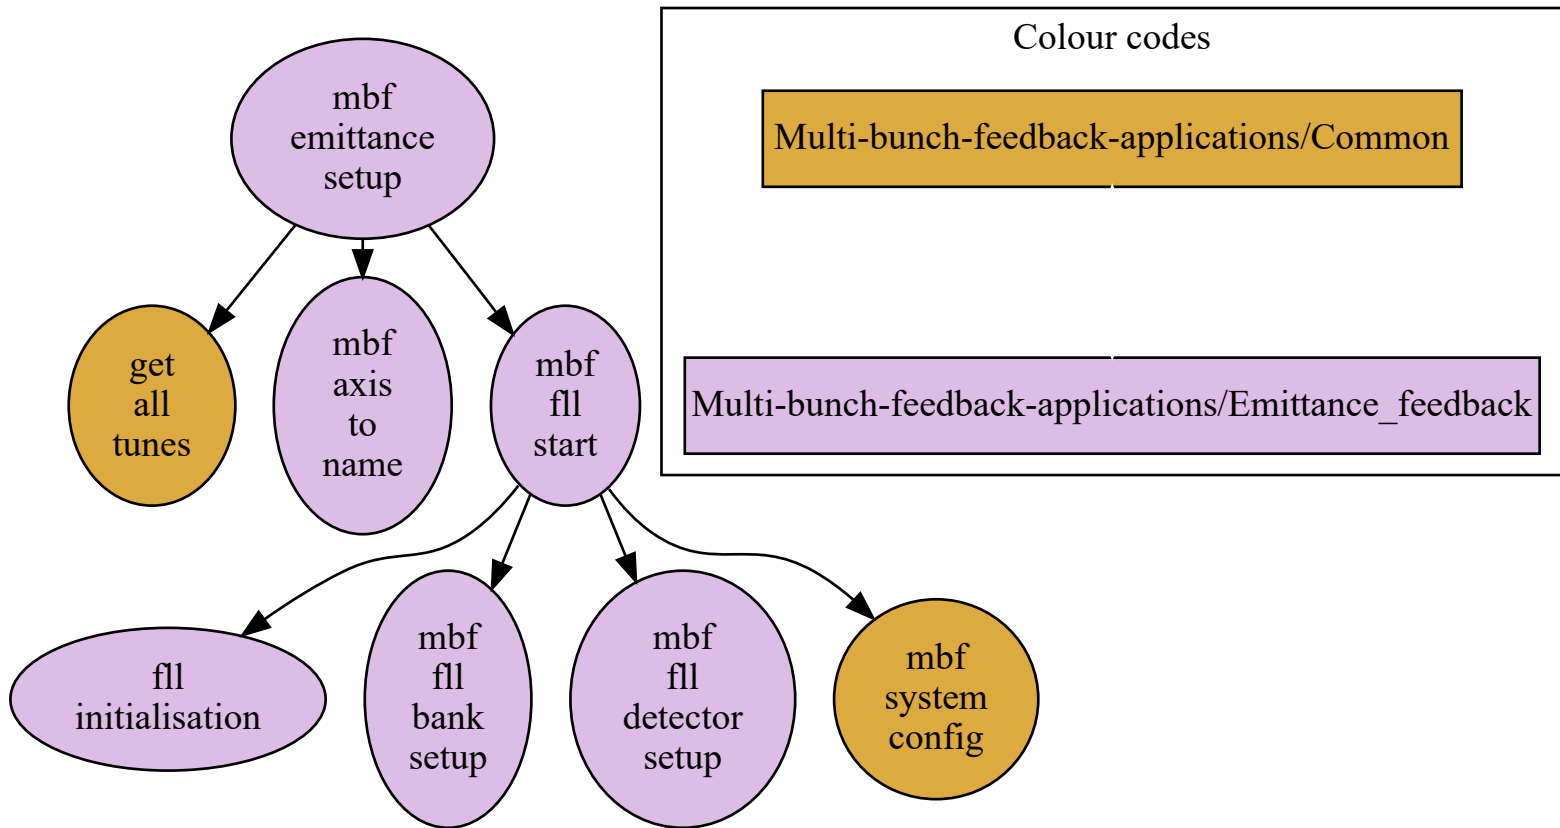 mbf
emittance
setup
get
all
tunes
mbf
axis
to
name
mbf
fll
start
fll
initialisation
mbf
fll
bank
setup
mbf
fll
detector
setup
mbf
system
config
Colour codes
Multi-bunch-feedback-applications/Common
Multi-bunch-feedback-applications/Emittance_feedback